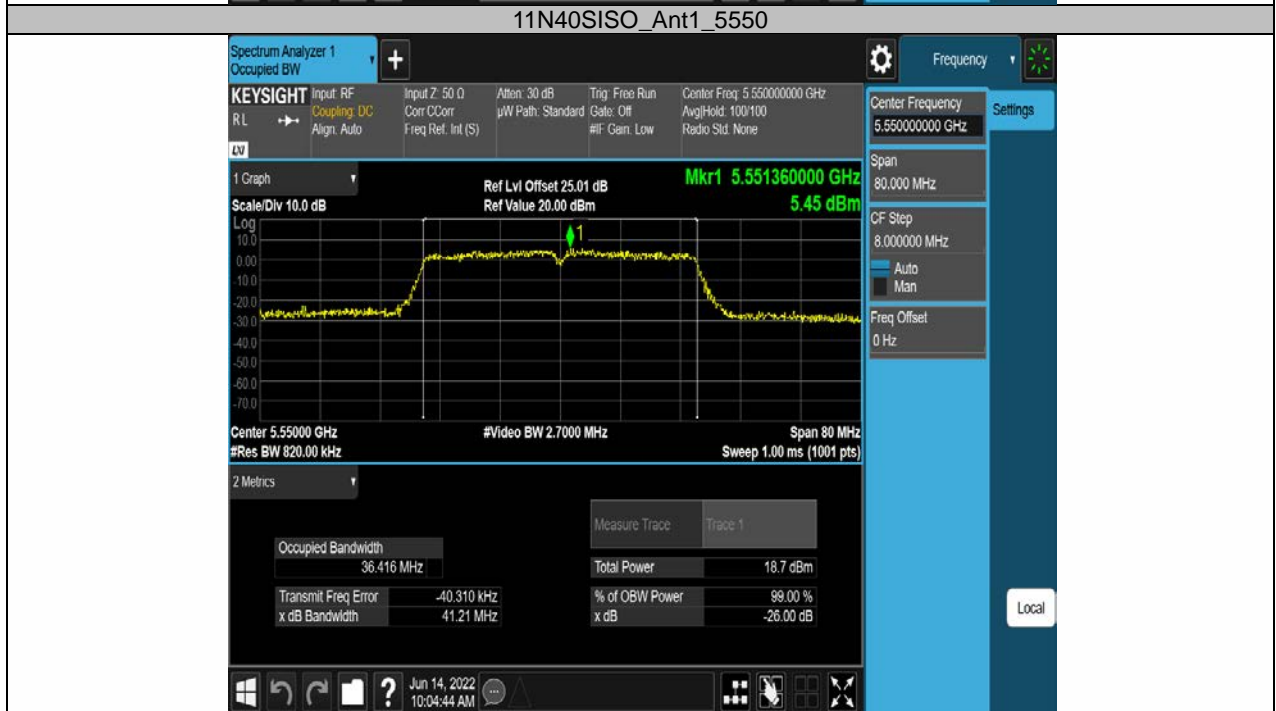 11N40SISO_Ant1_5550
Spectrum Analyzer 1
Occupied BW
+
Frequency
KEYSIGHT
RL
LXI
Input: RF
Coupling: DC
Align: Auto
Input Z: 50 Ω
Corr CCorr
Freq Ref: Int (S)
Atten: 30 dB
µW Path: Standard
Trig: Free Run
Gate: Off
#IF Gain: Low
Center Freq: 5.550000000 GHz
Avg|Hold: 100/100
Radio Std: None
Center Frequency
5.550000000 GHz
Settings
Span
80.000 MHz
CF Step
8.000000 MHz
Auto
Man
Freq Offset
0 Hz
Local
1 Graph
Scale/Div 10.0 dB
Ref Lvl Offset 25.01 dB
Ref Value 20.00 dBm
Mkr1 5.551360000 GHz
5.45 dBm
Log
1
10.0
0.00
-10.0
-20.0
-30.0
-40.0
-50.0
-60.0
-70.0
Center 5.55000 GHz
#Video BW 2.7000 MHz
Span 80 MHz
#Res BW 820.00 kHz
Sweep 1.00 ms (1001 pts)
2 Metrics
Measure Trace
Trace 1
Occupied Bandwidth
36.416 MHz
Total Power
18.7 dBm
Transmit Freq Error
-40.310 kHz
% of OBW Power
99.00 %
x dB Bandwidth
41.21 MHz
x dB
-26.00 dB
?
Jun 14, 2022
10:04:44 AM